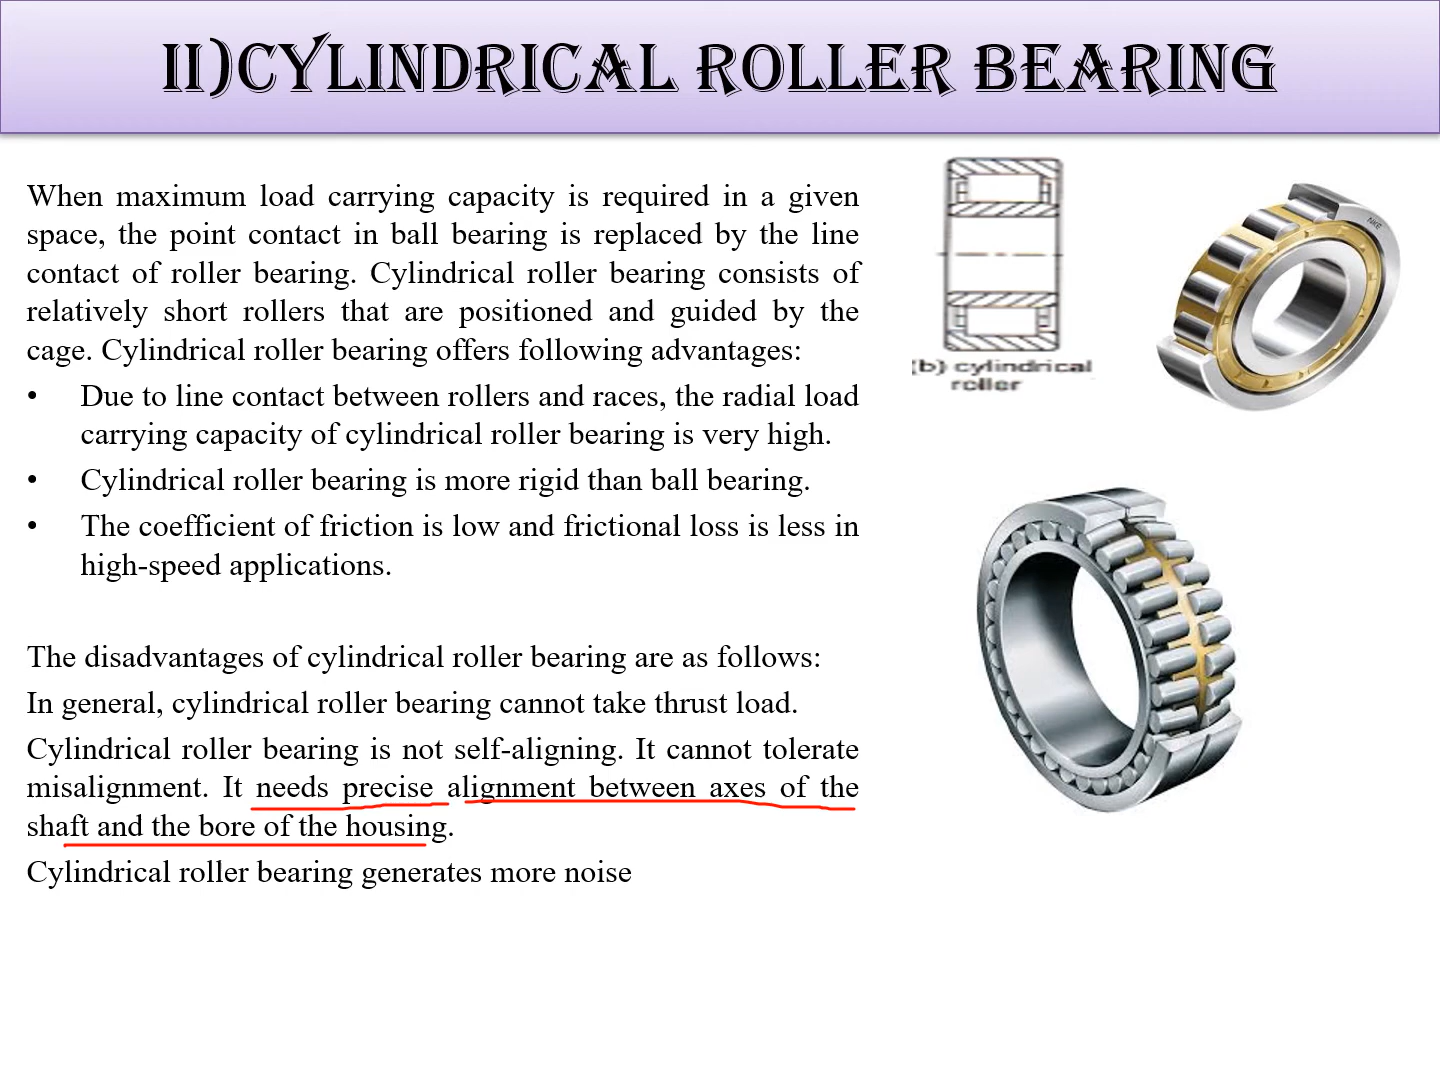 II)CYLINDRICAL ROLLER BEARING
When maximum load carrying capacity is required in a given
space, the point contact in ball bearing is replaced by the line
contact of roller bearing. Cylindrical roller bearing consists of
relatively short rollers that are positioned and guided by the
cage. Cylindrical roller bearing offers following advantages:
• Due to line contact between rollers and races, the radial load
carrying capacity of cylindrical roller bearing is very high.
• Cylindrical roller bearing is more rigid than ball bearing.
• The coefficient of friction is low and frictional loss is less in
high-speed applications.
The disadvantages of cylindrical roller bearing are as follows:
In general, cylindrical roller bearing cannot take thrust load.
Cylindrical roller bearing is not self-aligning. It cannot tolerate
misalignment. It needs precise alignment between axes of the
shaft and the bore of the housing.
Cylindrical roller bearing generates more noise
(b) cylindrical
roller
NKE